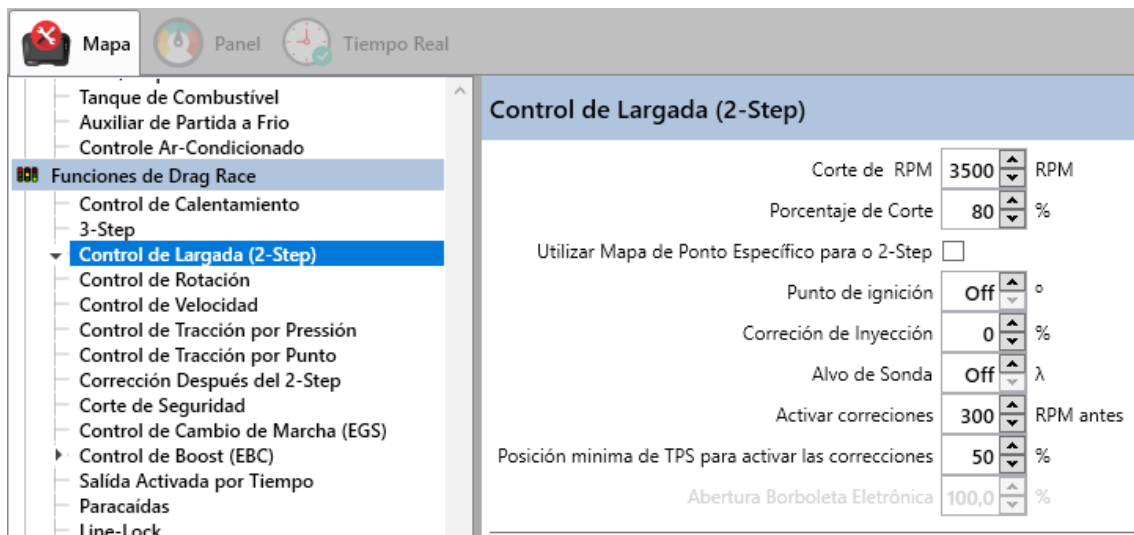 Mapa
Panel
Tiempo Real
Tanque de Combustível
Auxiliar de Partida a Frio
Controle Ar-Condicionado
Funciones de Drag Race
Control de Calentamiento
3-Step
Control de Largada (2-Step)
Control de Rotación
Control de Velocidad
Control de Tracción por Pressión
Control de Tracción por Punto
Corrección Después del 2-Step
Corte de Seguridad
Control de Cambio de Marcha (EGS)
Control de Boost (EBC)
Salída Activada por Tiempo
Paracaídas
Line-Lock
Control de Largada (2-Step)
Corte de RPM 3500 RPM
Porcentaje de Corte 80 %
Utilizar Mapa de Ponto Específico para o 2-Step
Punto de ignición Off º
Correción de Inyección 0 %
Alvo de Sonda Off λ
Activar correciones 300 RPM antes
Posición minima de TPS para activar las correcciones 50 %
Abertura Borboleta Eletrônica 100,0 %